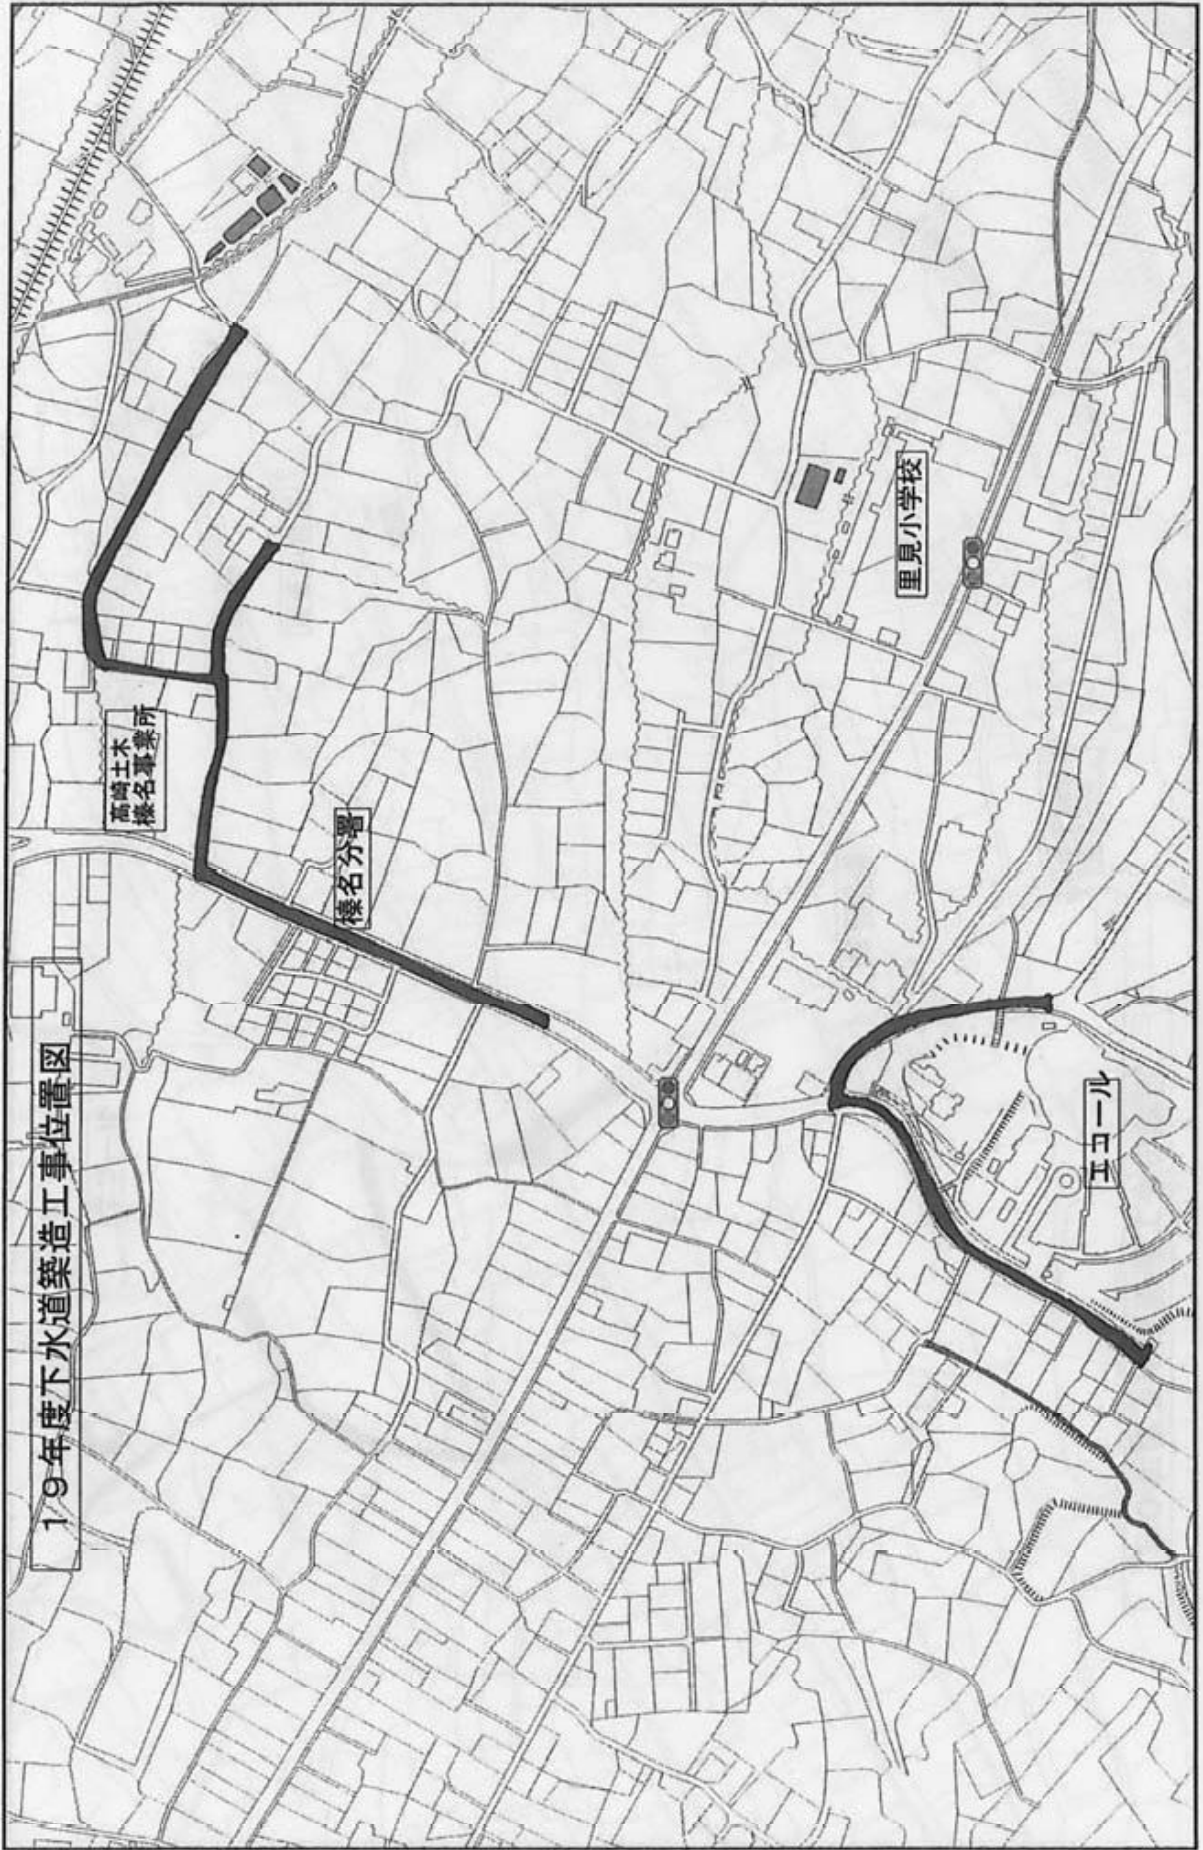 19年度下水道築造工事位置図
高崎土木
榛名事業所
榛名分署
里見小学校
エコール